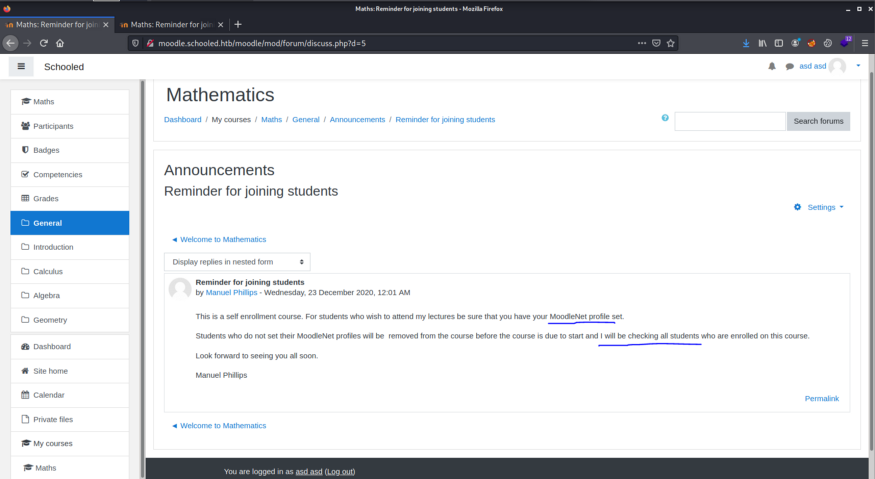 Maths: Reminder for joining students - Mozilla Firefox
Maths: Reminder for join
Maths: Reminder for join
moodle.schooled.htb/moodle/mod/forum/discuss.php?d=5
Schooled
asd asd
Maths
Participants
Badges
Competencies
Grades
General
Introduction
Calculus
Algebra
Geometry
Dashboard
Site home
Calendar
Private files
My courses
Maths
Mathematics
Dashboard / My courses / Maths / General / Announcements / Reminder for joining students
Search forums
Announcements
Reminder for joining students
Settings
◄ Welcome to Mathematics
Display replies in nested form
Reminder for joining students
by Manuel Phillips - Wednesday, 23 December 2020, 12:01 AM
This is a self enrollment course. For students who wish to attend my lectures be sure that you have your MoodleNet profile set.
Students who do not set their MoodleNet profiles will be removed from the course before the course is due to start and I will be checking all students who are enrolled on this course.
Look forward to seeing you all soon.
Manuel Phillips
Permalink
◄ Welcome to Mathematics
You are logged in as asd asd (Log out)